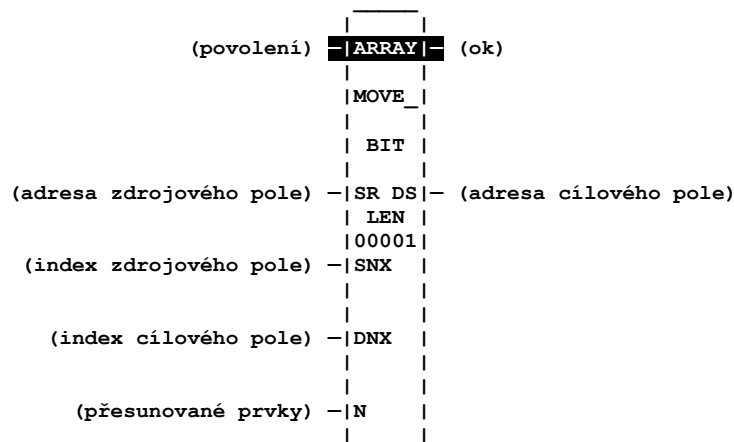 (povolení) ARRAY (ok)
MOVE_
BIT
(adresa zdrojového pole) SR DS (adresa cílového pole)
LEN
00001
(index zdrojového pole) SNX
(index cílového pole) DNX
(přesunované prvky) N